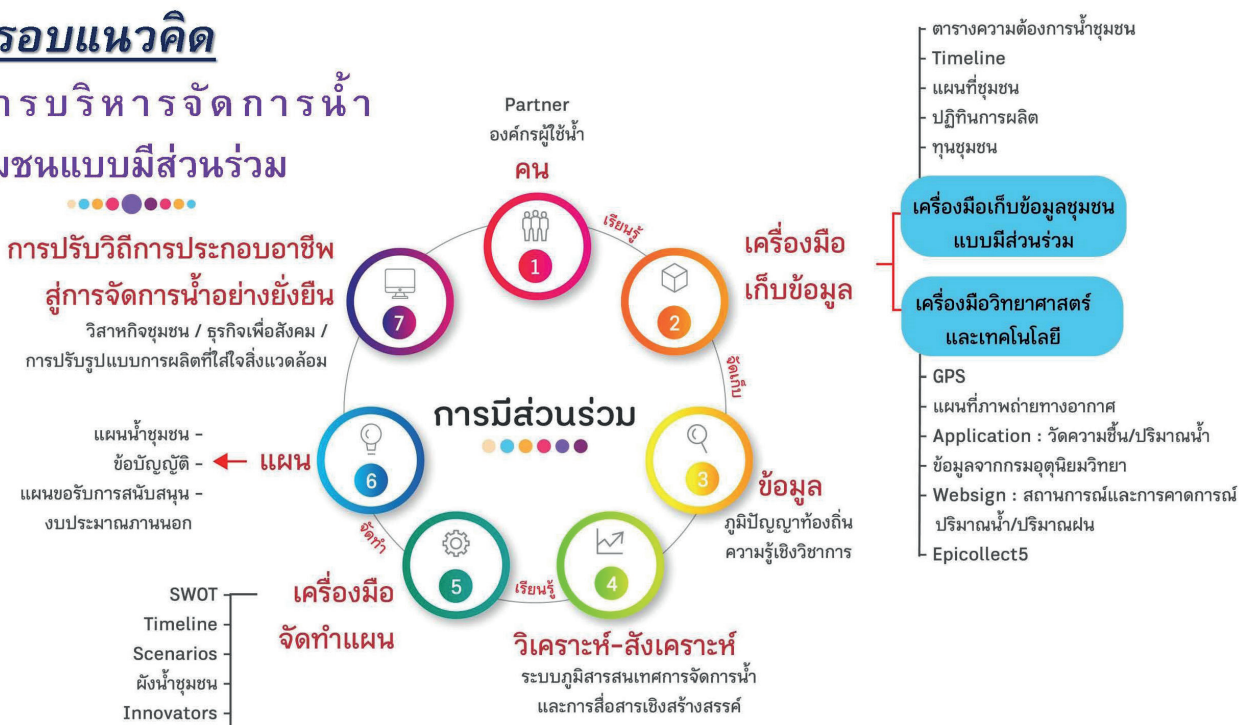 รอบแนวคิด
ารบริหารจัดการน้ำ
มชนแบบมีส่วนร่วม
Partner
องค์กรผู้ใช้น้ำ
คน
1
เรียนรู้
เครื่องมือ
เก็บข้อมูล
2
ตารางความต้องการน้ำชุมชน
Timeline
แผนที่ชุมชน
ปฏิทินการผลิต
ทุนชุมชน
เครื่องมือเก็บข้อมูลชุมชน
แบบมีส่วนร่วม
เครื่องมือวิทยาศาสตร์
และเทคโนโลยี
GPS
แผนที่ภาพถ่ายทางอากาศ
Application : วัดความชื้น/ปริมาณน้ำ
ข้อมูลจากกรมอุตุนิยมวิทยา
Websign : สถานการณ์และการคาดการณ์
ปริมาณน้ำ/ปริมาณฝน
Epicollect5
จัดเก็บ
3
ข้อมูล
ภูมิปัญญาท้องถิ่น
ความรู้เชิงวิชาการ
4
วิเคราะห์-สังเคราะห์
ระบบภูมิสารสนเทศการจัดการน้ำ
และการสื่อสารเชิงสร้างสรรค์
เรียนรู้
5
เครื่องมือ
จัดทำแผน
SWOT
Timeline
Scenarios
ผังน้ำชุมชน
Innovators
จัดทำ
6
แผน
แผนน้ำชุมชน -
ข้อบัญญัติ -
แผนขอรับการสนับสนุน -
งบประมาณภานนอก
7
การปรับวิถีการประกอบอาชีพ
สู่การจัดการน้ำอย่างยั่งยืน
วิสาหกิจชุมชน / ธุรกิจเพื่อสังคม /
การปรับรูปแบบการผลิตที่ใส่ใจสิ่งแวดล้อม
การมีส่วนร่วม